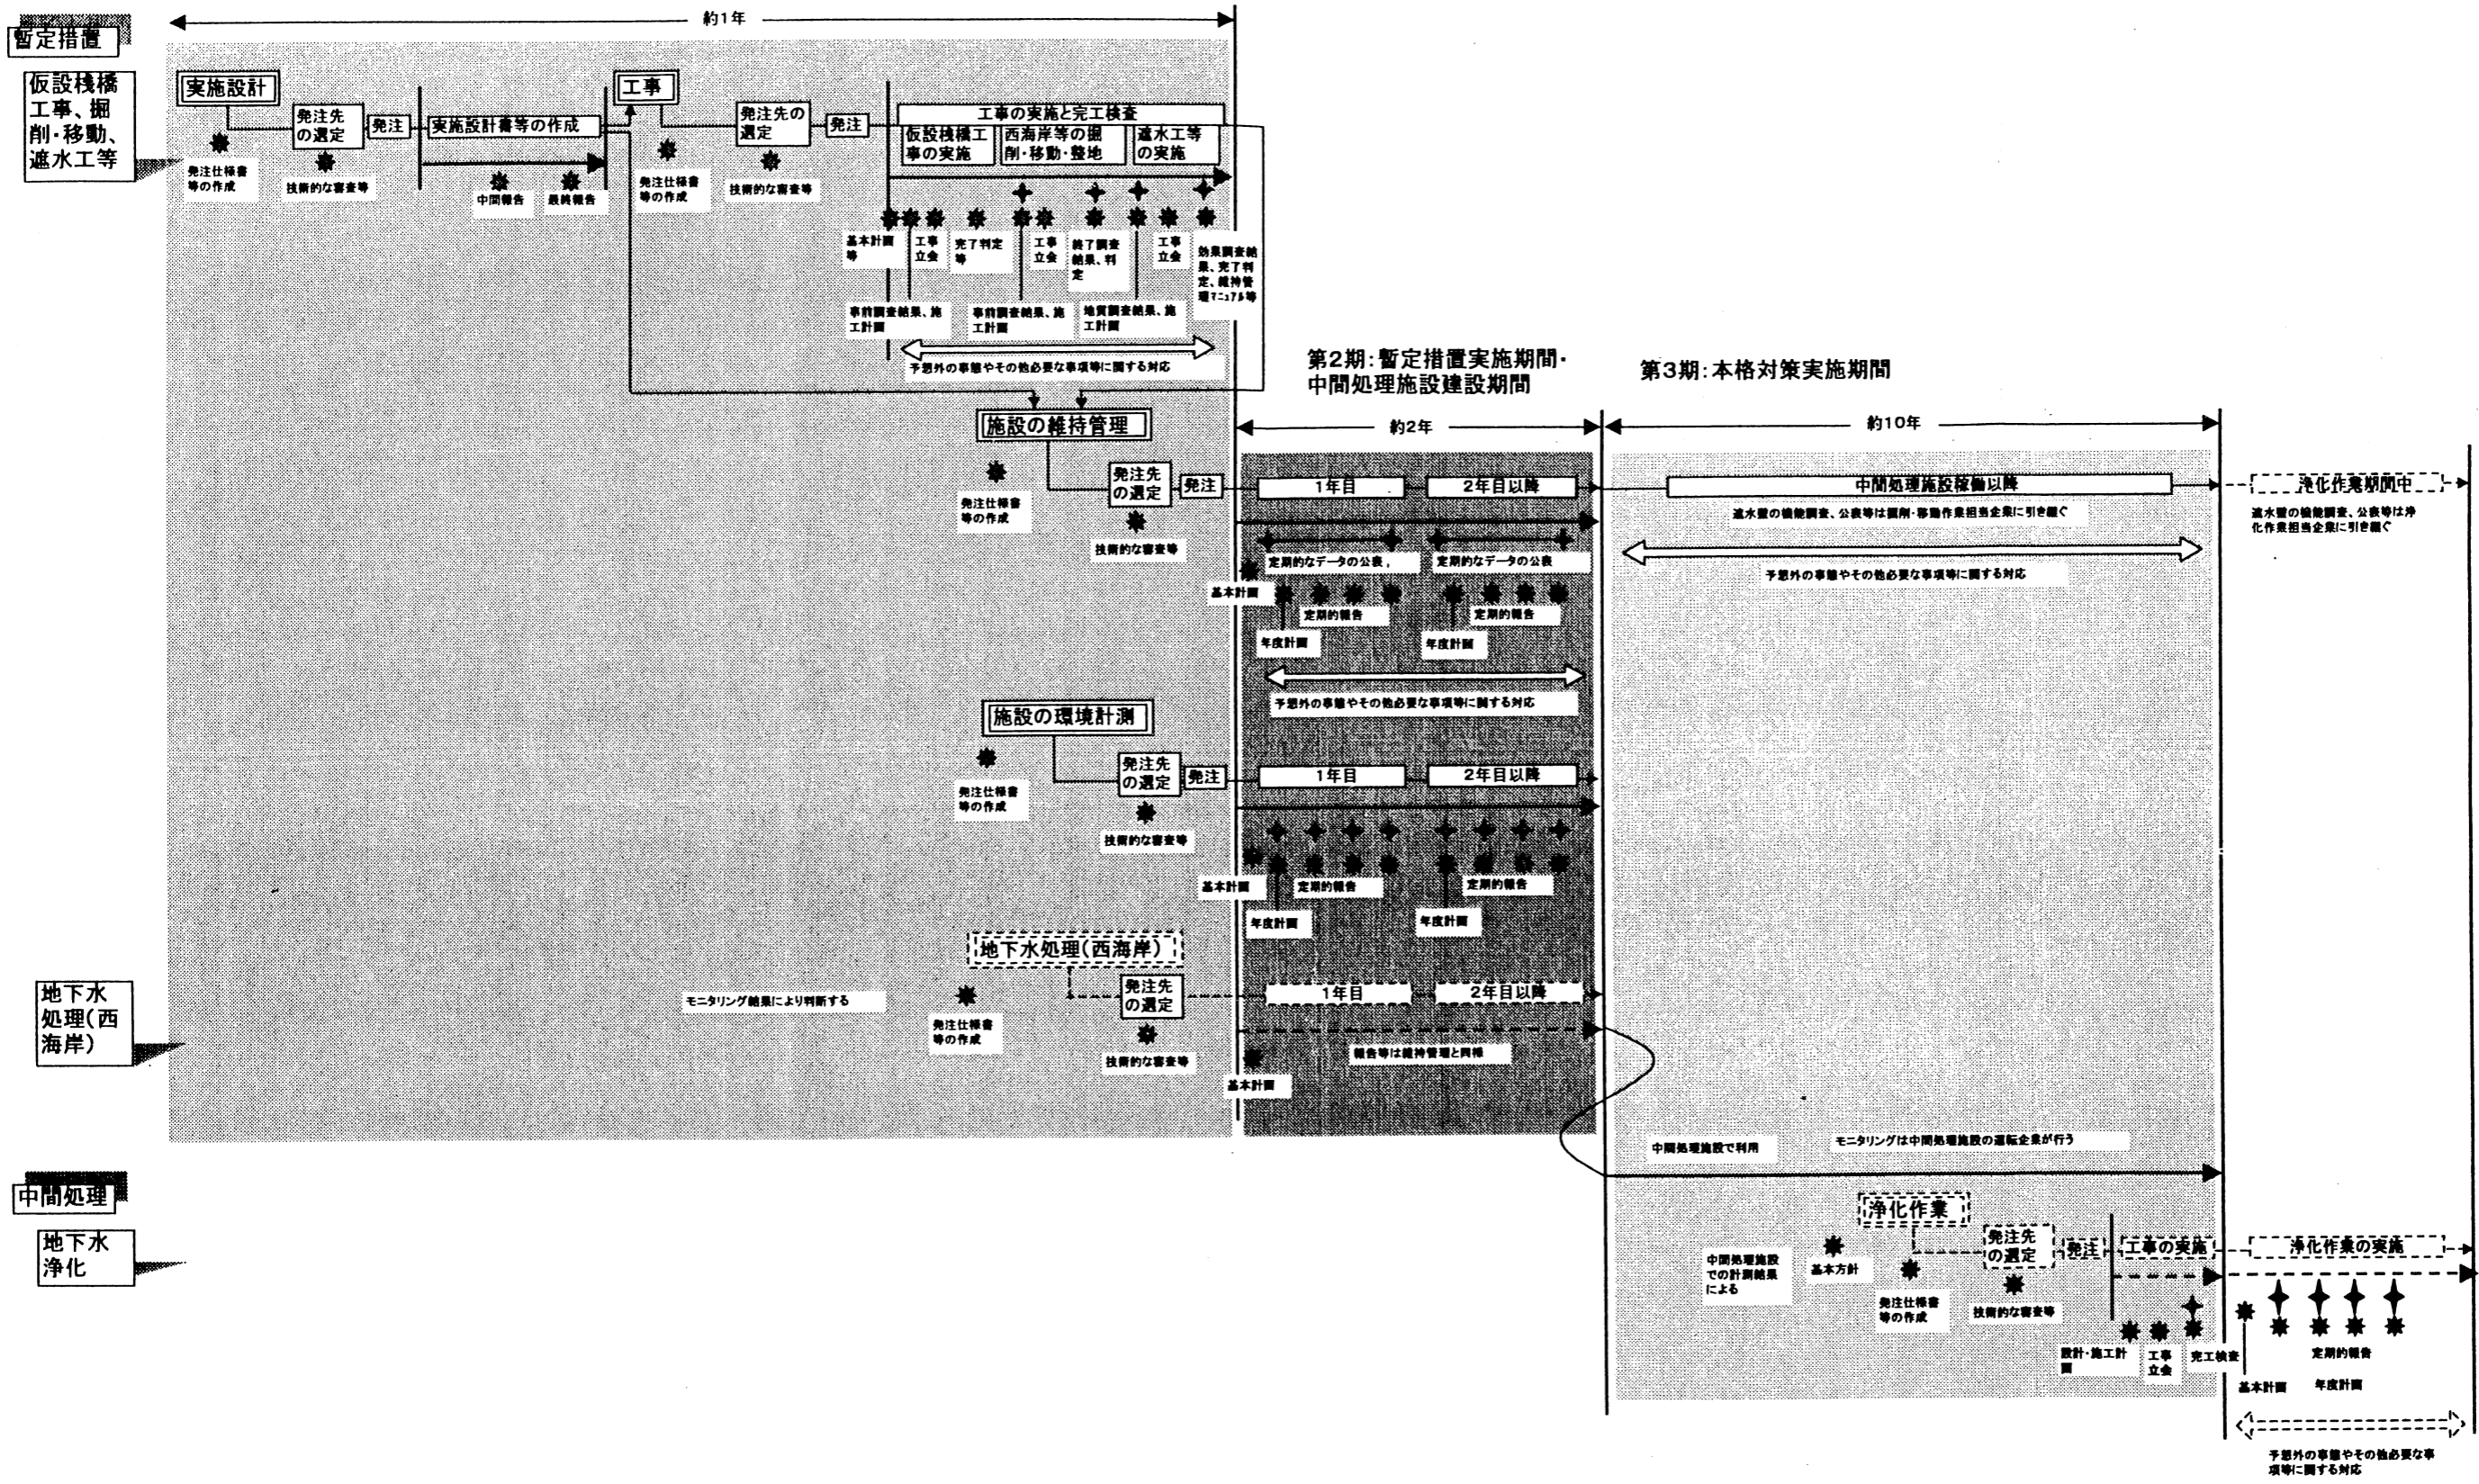 約1年
暫定措置
仮設桟橋
工事、掘
削・移動、
遮水工等
実施設計
発注先
の選定
発注
実施設計書等の作成
発注仕様書
等の作成
技術的な審査等
中間報告
最終報告
工事
発注先の
選定
発注
発注仕様書
等の作成
技術的な審査等
工事の実施と完工検査
仮設桟橋工
事の実施
西海岸等の掘
削・移動・整地
遮水工等
の実施
基本計画
等
工事
立会
完了判定
等
工事
立会
終了調査
結果、判
定
工事
立会
効果調査結
果、完了判
定、維持管
理マニュアル等
事前調査結果、施
工計画
事前調査結果、施
工計画
地質調査結果、施
工計画
予想外の事態やその他必要な事項等に関する対応
第2期:暫定措置実施期間・
中間処理施設建設期間
第3期:本格対策実施期間
約2年
約10年
施設の維持管理
発注先
の選定
発注
発注仕様書
等の作成
技術的な審査等
1年目
2年目以降
中間処理施設稼働以降
浄化作業期間中
遮水壁の機能調査、公表等は掘削・移動作業担当企業に引き継ぐ
遮水壁の機能調査、公表等は浄
化作業担当企業に引き継ぐ
定期的なデータの公表
定期的なデータの公表
予想外の事態やその他必要な事項等に関する対応
基本計画
定期的報告
定期的報告
年度計画
年度計画
予想外の事態やその他必要な事項等に関する対応
施設の環境計測
発注先
の選定
発注
発注仕様書
等の作成
技術的な審査等
1年目
2年目以降
基本計画
定期的報告
定期的報告
年度計画
年度計画
地下水処理(西海岸)
地下水
処理(西
海岸)
モニタリング結果により判断する
発注先
の選定
発注仕様書
等の作成
技術的な審査等
1年目
2年目以降
報告等は維持管理と同様
基本計画
中間処理施設で利用
モニタリングは中間処理施設の運転企業が行う
中間処理
地下水
浄化
浄化作業
中間処理施設
での計測結果
による
基本方針
発注先
の選定
発注
工事の実施
浄化作業の実施
発注仕様書
等の作成
技術的な審査等
設計・施工計
画
工事
立会
完工検査
定期的報告
基本計画
年度計画
予想外の事態やその他必要な事
項等に関する対応